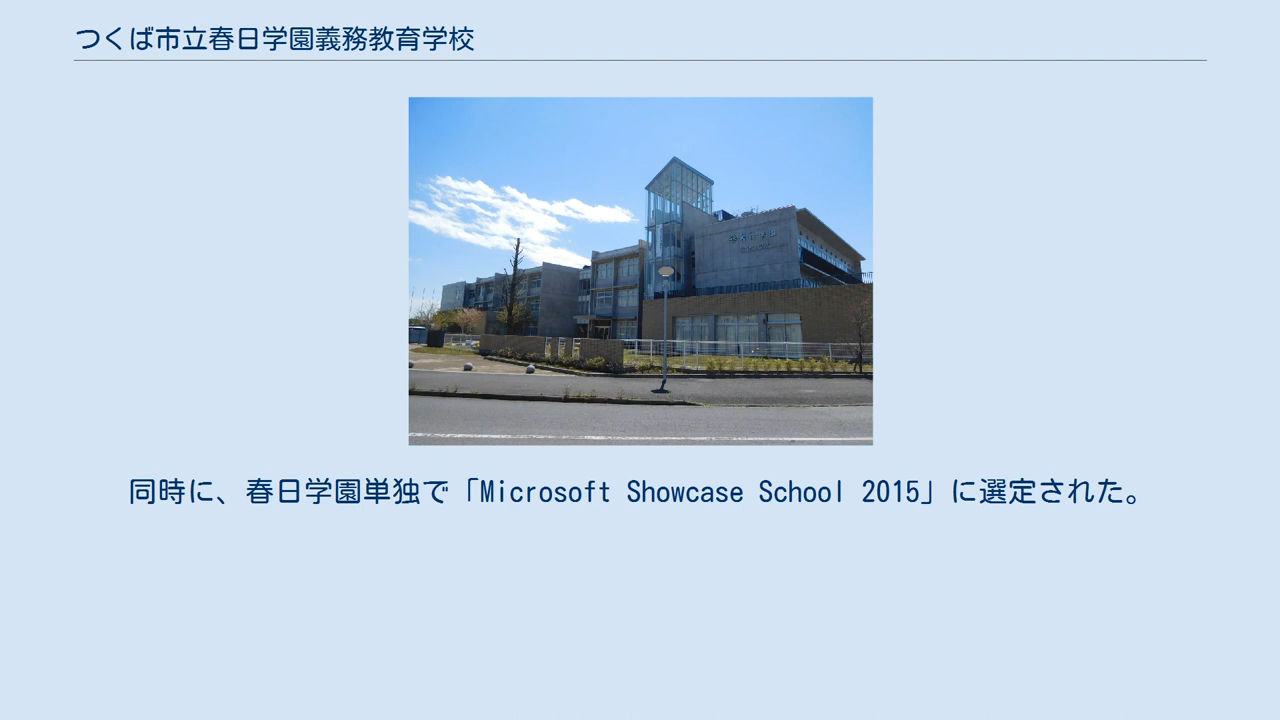 つくば市立春日学園義務教育学校
同時に、春日学園単独で「Microsoft Showcase School 2015」に選定された。